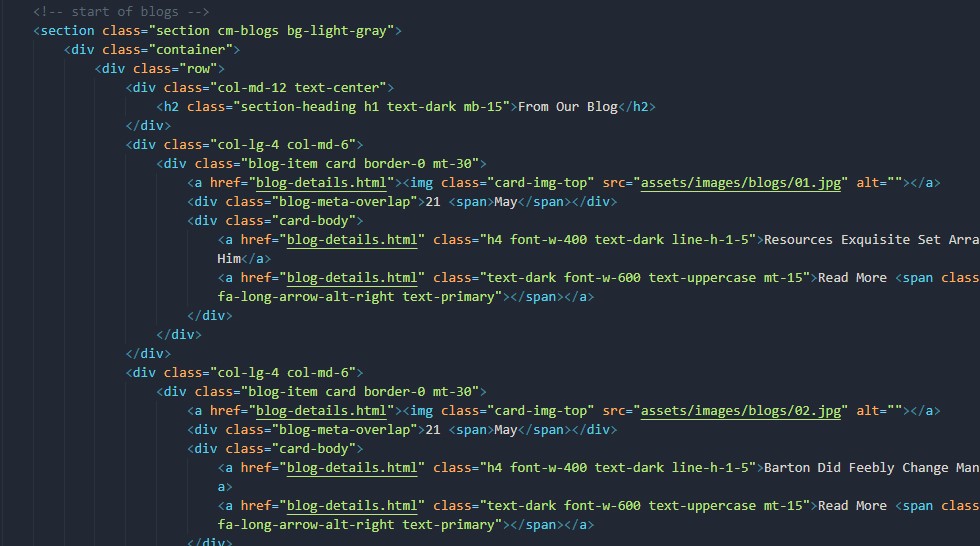 <!-- start of blogs -->
<section class="section cm-blogs bg-light-gray">
<div class="container">
<div class="row">
<div class="col-md-12 text-center">
<h2 class="section-heading h1 text-dark mb-15">From Our Blog</h2>
</div>
<div class="col-lg-4 col-md-6">
<div class="blog-item card border-0 mt-30">
<a href="blog-details.html"><img class="card-img-top" src="assets/images/blogs/01.jpg" alt=""></a>
<div class="blog-meta-overlap">21 <span>May</span></div>
<div class="card-body">
<a href="blog-details.html" class="h4 font-w-400 text-dark line-h-1-5">Resources Exquisite Set Arra
Him</a>
<a href="blog-details.html" class="text-dark font-w-600 text-uppercase mt-15">Read More <span class
fa-long-arrow-alt-right text-primary"></span></a>
</div>
</div>
</div>
<div class="col-lg-4 col-md-6">
<div class="blog-item card border-0 mt-30">
<a href="blog-details.html"><img class="card-img-top" src="assets/images/blogs/02.jpg" alt=""></a>
<div class="blog-meta-overlap">21 <span>May</span></div>
<div class="card-body">
<a href="blog-details.html" class="h4 font-w-400 text-dark line-h-1-5">Barton Did Feebly Change Man
a>
<a href="blog-details.html" class="text-dark font-w-600 text-uppercase mt-15">Read More <span class
fa-long-arrow-alt-right text-primary"></span></a>
</div>